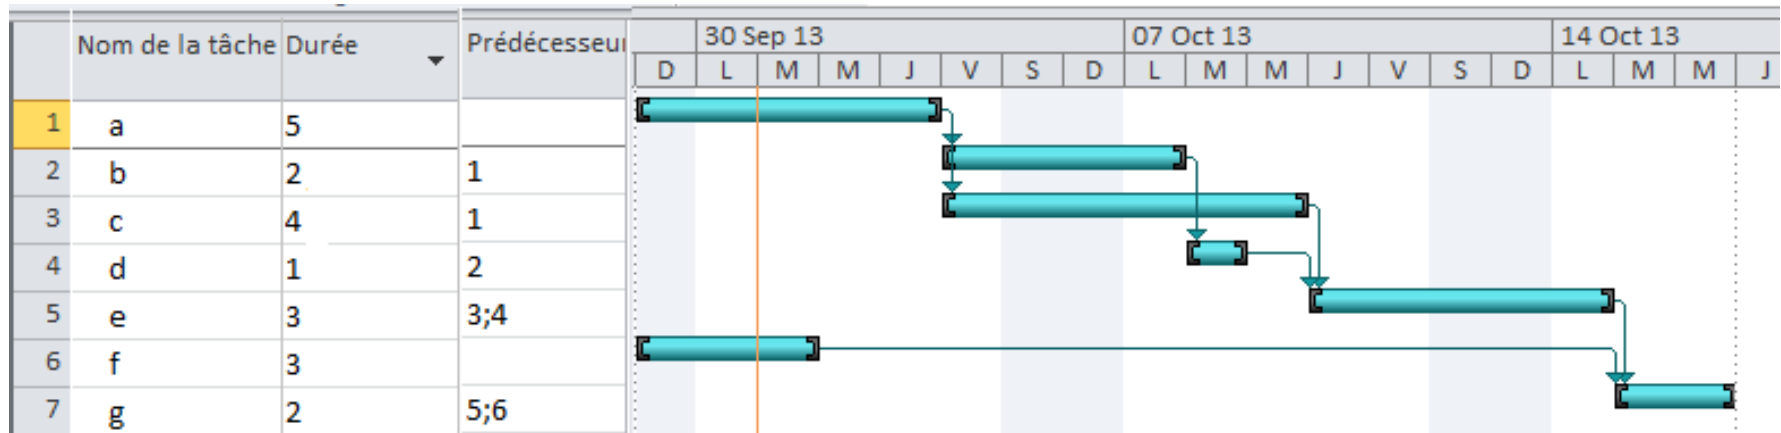 Nom de la tâche Durée Prédécesseu
30 Sep 13 07 Oct 13 14 Oct 13
D L M M J V S D L M M J V S D L M M J
1 a 5
2 b 2 1
3 c 4 1
4 d 1 2
5 e 3 3;4
6 f 3
7 g 2 5;6